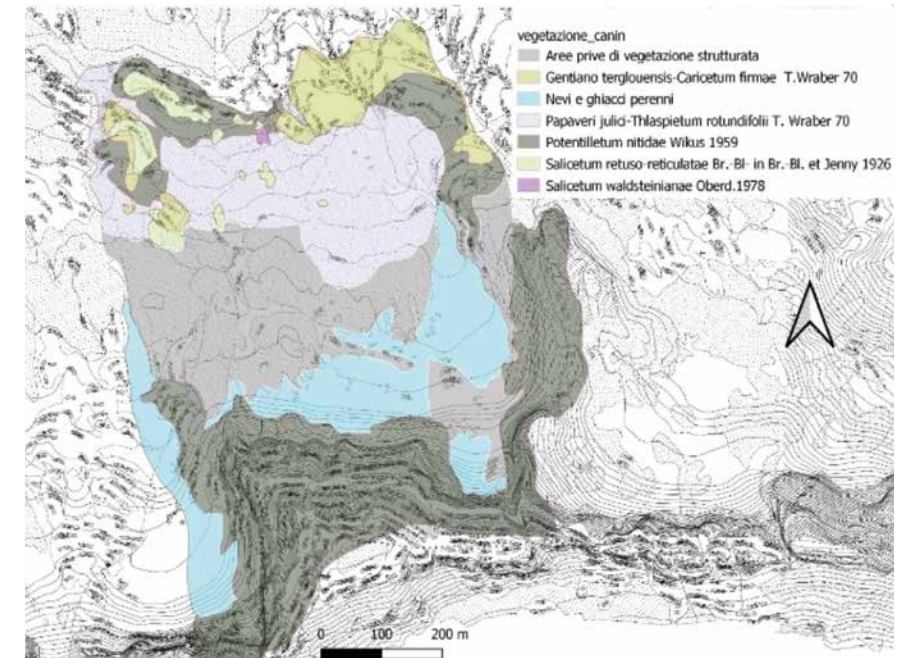 vegetazione_canin
Aree prive di vegetazione strutturata
Gentiano terglouensis-Caricetum firmae T.Wraber 70
Nevi e ghiacci perenni
Papaveri julici-Thlaspietum rotundifolii T. Wraber 70
Potentilletum nitidae Wikus 1959
Salicetum retuso-reticulatae Br.-Bl- in Br.-Bl. et Jenny 1926
Salicetum waldsteinianae Oberd.1978
0 100 200 m